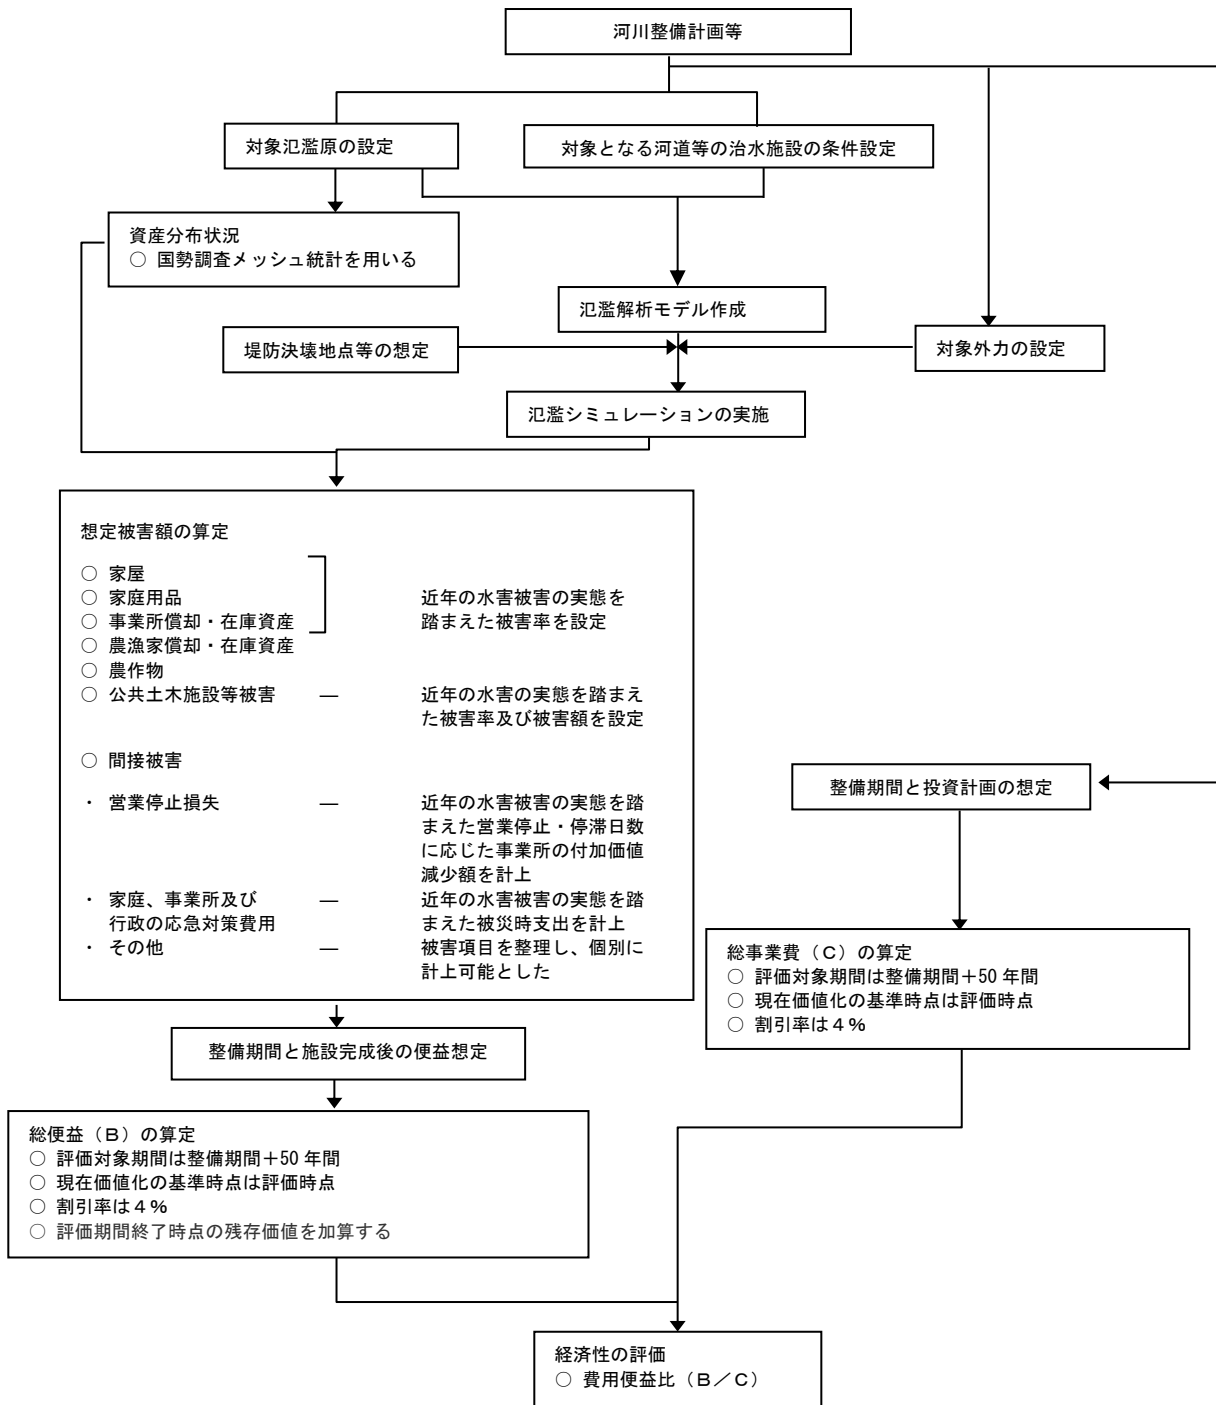 河川整備計画等
対象氾濫原の設定
対象となる河道等の治水施設の条件設定
資産分布状況
○ 国勢調査メッシュ統計を用いる
氾濫解析モデル作成
堤防決壊地点等の想定
対象外力の設定
氾濫シミュレーションの実施
想定被害額の算定
○ 家屋
○ 家庭用品
○ 事業所償却・在庫資産
近年の水害被害の実態を
踏まえた被害率を設定
○ 農漁家償却・在庫資産
○ 農作物
○ 公共土木施設等被害 ― 近年の水害の実態を踏まえ
た被害率及び被害額を設定
○ 間接被害
・ 営業停止損失 ― 近年の水害被害の実態を踏
まえた営業停止・停滞日数
に応じた事業所の付加価値
減少額を計上
・ 家庭、事業所及び ― 近年の水害被害の実態を踏
行政の応急対策費用 まえた被災時支出を計上
・ その他 ― 被害項目を整理し、個別に
計上可能とした
整備期間と投資計画の想定
総事業費（Ｃ）の算定
○ 評価対象期間は整備期間＋50 年間
○ 現在価値化の基準時点は評価時点
○ 割引率は４％
整備期間と施設完成後の便益想定
総便益（Ｂ）の算定
○ 評価対象期間は整備期間＋50 年間
○ 現在価値化の基準時点は評価時点
○ 割引率は４％
○ 評価期間終了時点の残存価値を加算する
経済性の評価
○ 費用便益比（Ｂ／Ｃ）